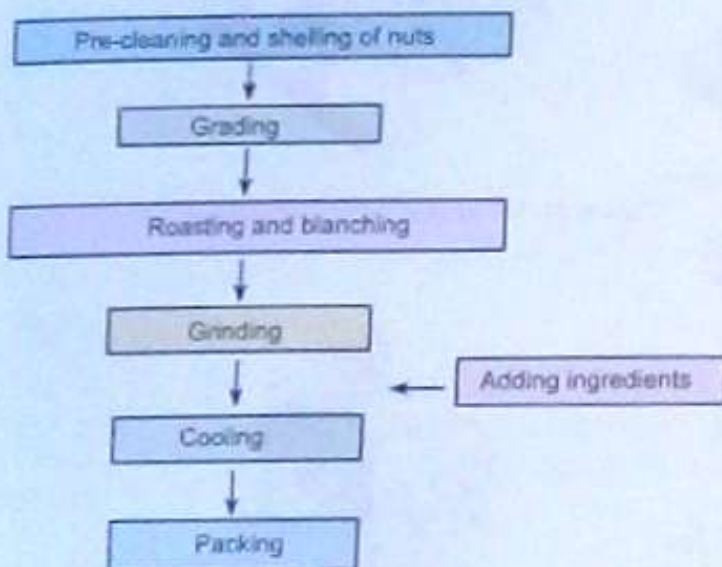 Pre-cleaning and shelling of nuts
Grading
Roasting and blanching
Grinding
Adding ingredients
Cooling
Packing